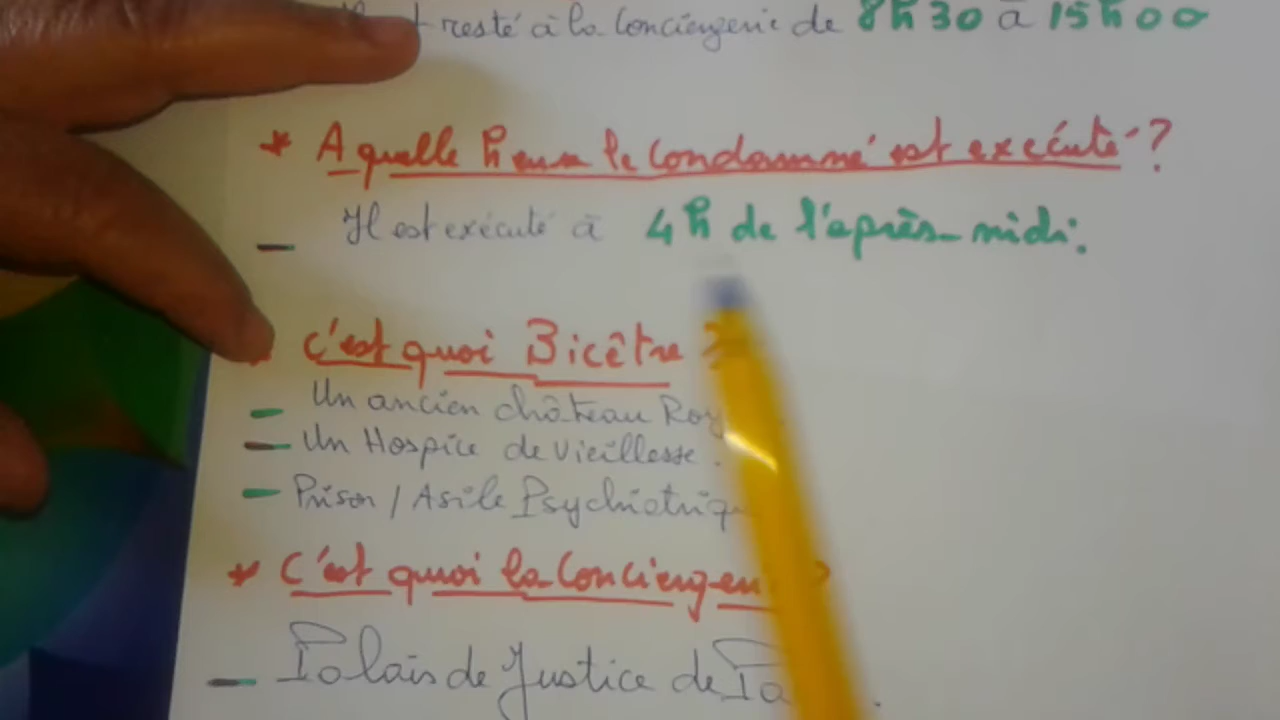 resté à la Conciergerie de 8h30 à 15h00
* A quelle heure le Condamné est exécuté ?
_ Il est exécuté à 4h de l'après-midi.
C'est quoi Bicêtre ?
_ Un ancien château
_ Un Hospice de Vieillesse.
_ Prison / Asile
* C'est quoi la ?
_ Palais de Justice de